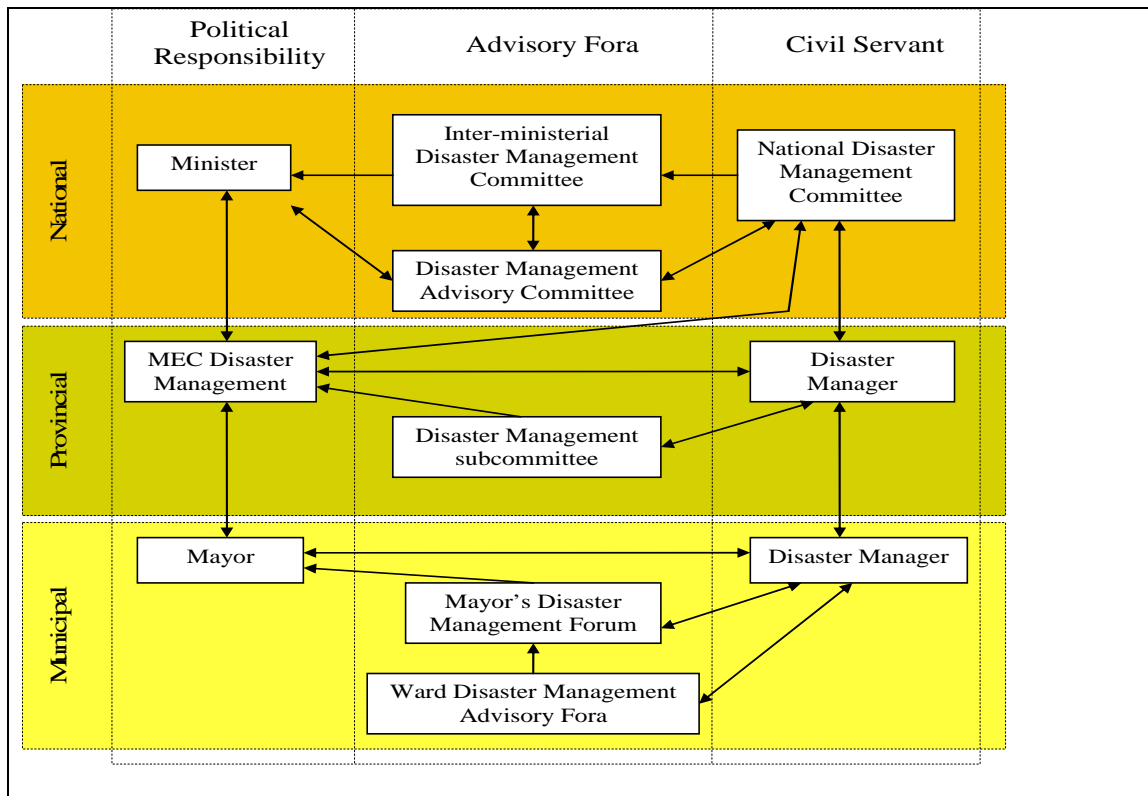 Political
Responsibility
Advisory Fora
Civil Servant
National
Minister
Inter-ministerial
Disaster Management
Committee
National Disaster
Management
Committee
Disaster Management
Advisory Committee
Provincial
MEC Disaster
Management
Disaster
Manager
Disaster Management
subcommittee
Municipal
Mayor
Disaster Manager
Mayor’s Disaster
Management Forum
Ward Disaster Management
Advisory Fora